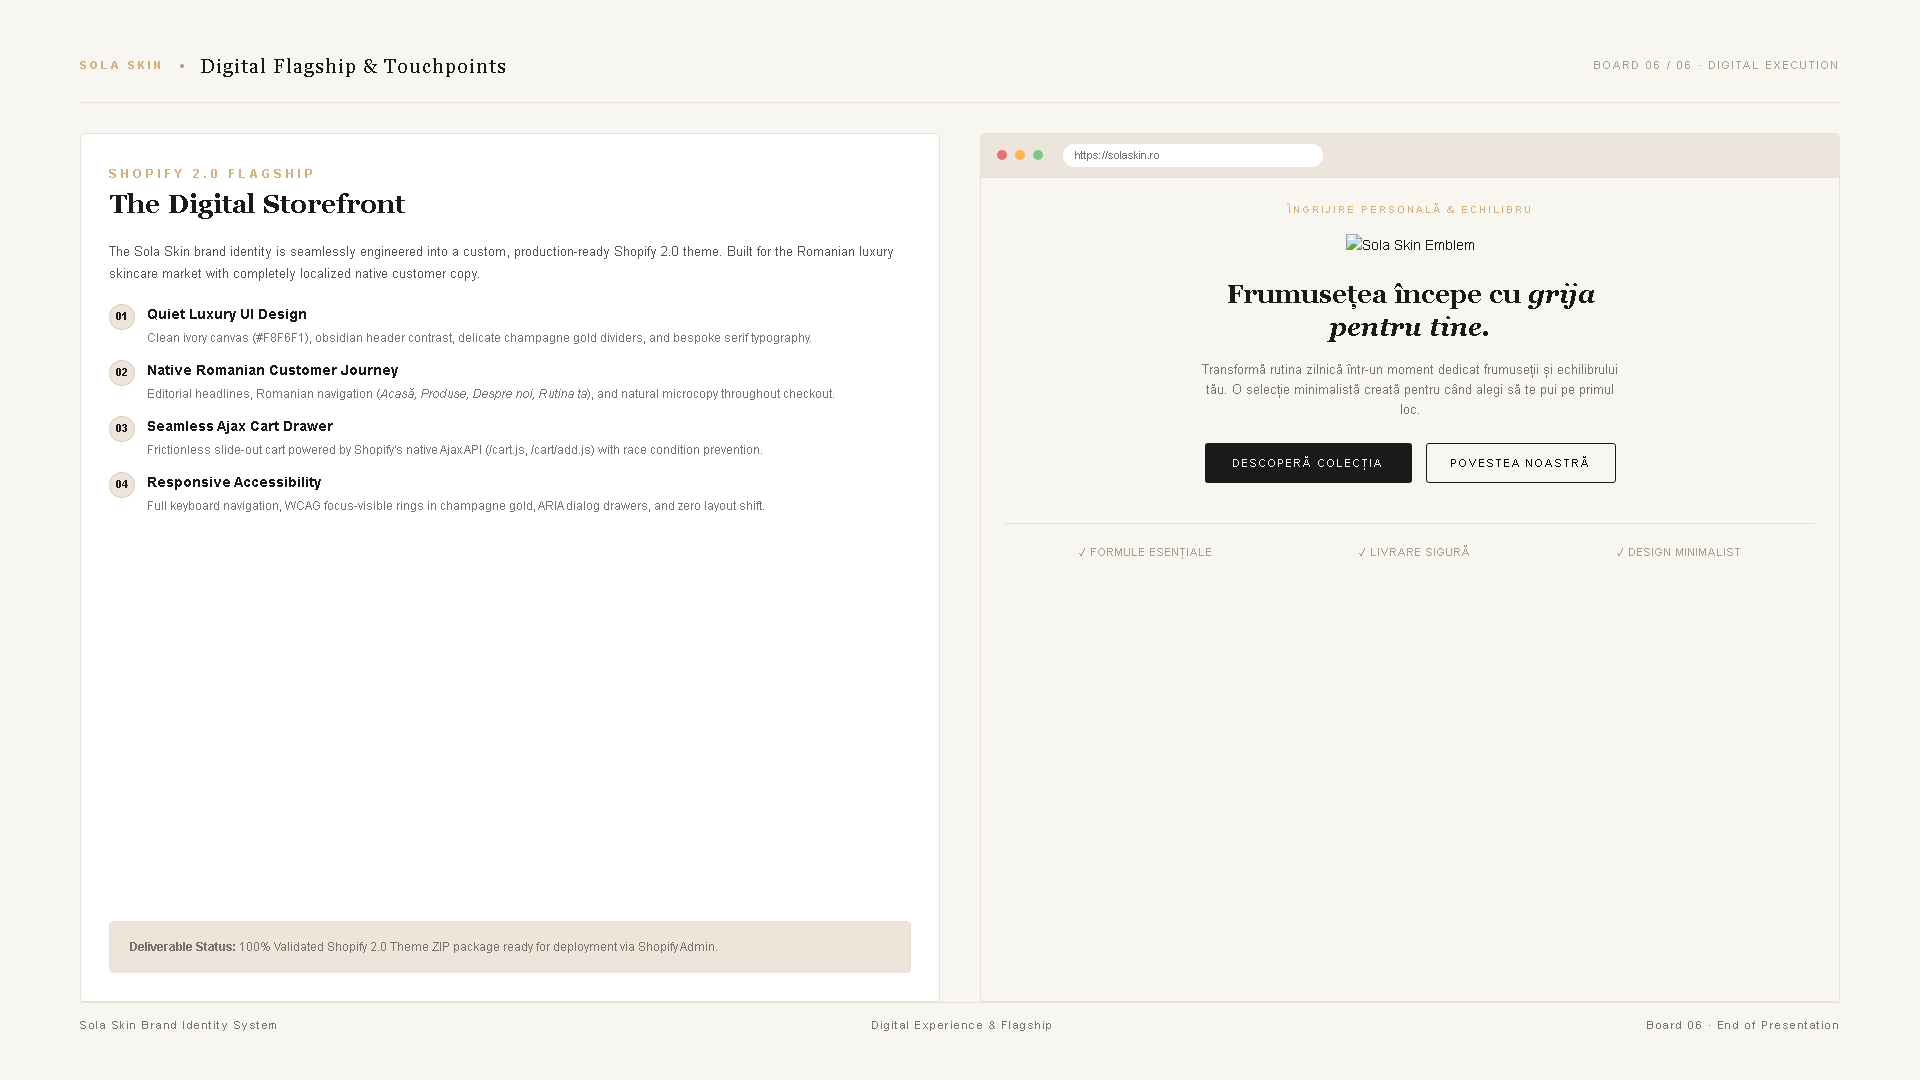 SOLA SKIN • Digital Flagship & Touchpoints
BOARD 06 / 06 · DIGITAL EXECUTION
SHOPIFY 2.0 FLAGSHIP
The Digital Storefront
The Sola Skin brand identity is seamlessly engineered into a custom, production-ready Shopify 2.0 theme. Built for the Romanian luxury
skincare market with completely localized native customer copy.
01 Quiet Luxury UI Design
Clean ivory canvas (#F8F6F1), obsidian header contrast, delicate champagne gold dividers, and bespoke serif typography.
02 Native Romanian Customer Journey
Editorial headlines, Romanian navigation (Acasă, Produse, Despre noi, Rutina ta), and natural microcopy throughout checkout.
03 Seamless Ajax Cart Drawer
Frictionless slide-out cart powered by Shopify's native Ajax API (/cart.js, /cart/add.js) with race condition prevention.
04 Responsive Accessibility
Full keyboard navigation, WCAG focus-visible rings in champagne gold, ARIA dialog drawers, and zero layout shift.
Deliverable Status: 100% Validated Shopify 2.0 Theme ZIP package ready for deployment via Shopify Admin.
https://solaskin.ro
ÎNGRIJIRE PERSONALĂ & ECHILIBRU
Sola Skin Emblem
Frumusețea începe cu grija
pentru tine.
Transformă rutina zilnică într-un moment dedicat frumuseții și echilibrului
tău. O selecție minimalistă creată pentru când alegi să te pui pe primul
loc.
DESCOPERĂ COLECȚIA
POVESTEA NOASTRĂ
✓ FORMULE ESENȚIALE
✓ LIVRARE SIGURĂ
✓ DESIGN MINIMALIST
Sola Skin Brand Identity System
Digital Experience & Flagship
Board 06 · End of Presentation